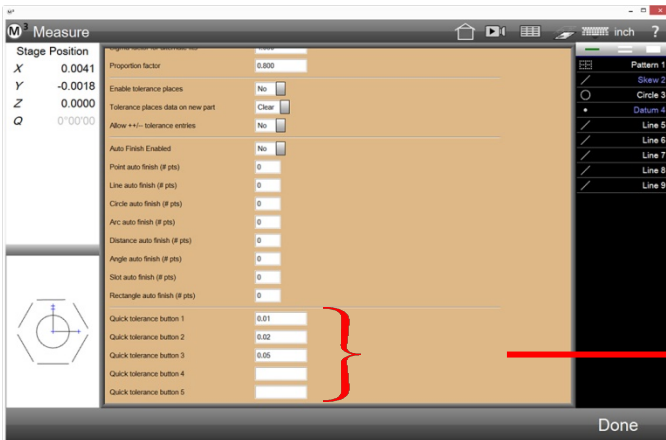 M³
M³ Measure
inch ?
Stage Position
X 0.0041
Y -0.0018
Z 0.0000
Q 0°00'00
Proportion factor 0.800
Enable tolerance places No
Tolerance places data on new part Clear
Allow ++/-- tolerance entries No
Auto Finish Enabled No
Point auto finish (# pts) 0
Line auto finish (# pts) 0
Circle auto finish (# pts) 0
Arc auto finish (# pts) 0
Distance auto finish (# pts) 0
Angle auto finish (# pts) 0
Slot auto finish (# pts) 0
Rectangle auto finish (# pts) 0
Quick tolerance button 1 0.01
Quick tolerance button 2 0.02
Quick tolerance button 3 0.05
Quick tolerance button 4
Quick tolerance button 5
Pattern 1
Skew 2
Circle 3
Datum 4
Line 5
Line 6
Line 7
Line 8
Line 9
Done